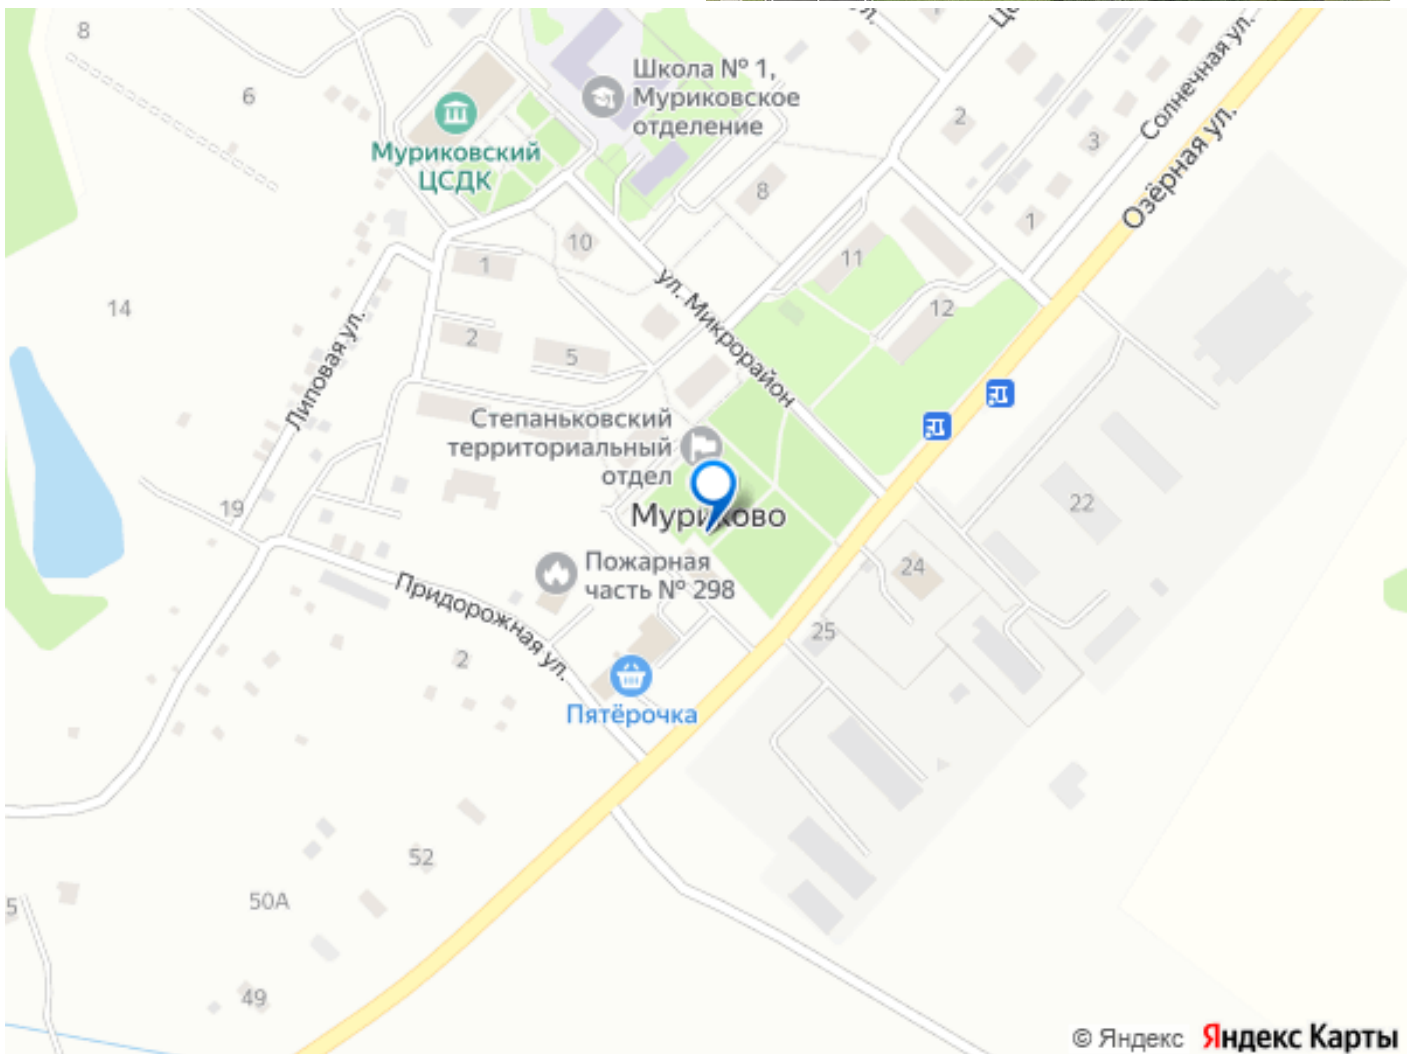 8
6
Школа № 1,
Муриковское
отделение
Муриковский
ЦСДК
2
3
Солнечная ул.
Озёрная ул.
8
1
10
11
1
14
12
ул. Микрорайон
2
5
Липовая ул.
Степаньковский
территориальный
отдел
19
Муриково
22
Пожарная
часть № 298
24
Придорожная ул.
25
2
Пятёрочка
52
50А
5
49
© Яндекс Яндекс Карты